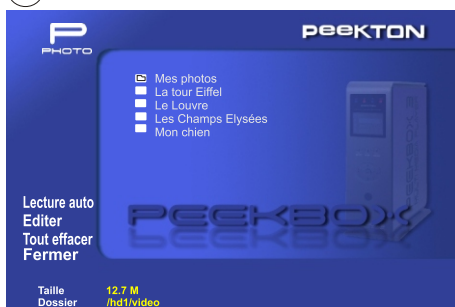 P
PHOTO
PEEKTON
Mes photos
La tour Eiffel
Le Louvre
Les Champs Elysées
Mon chien
PEEKBOX
PEEKBOX
Lecture auto
Editer
Tout effacer
Fermer
Taille 12.7 M
Dossier /hd1/video